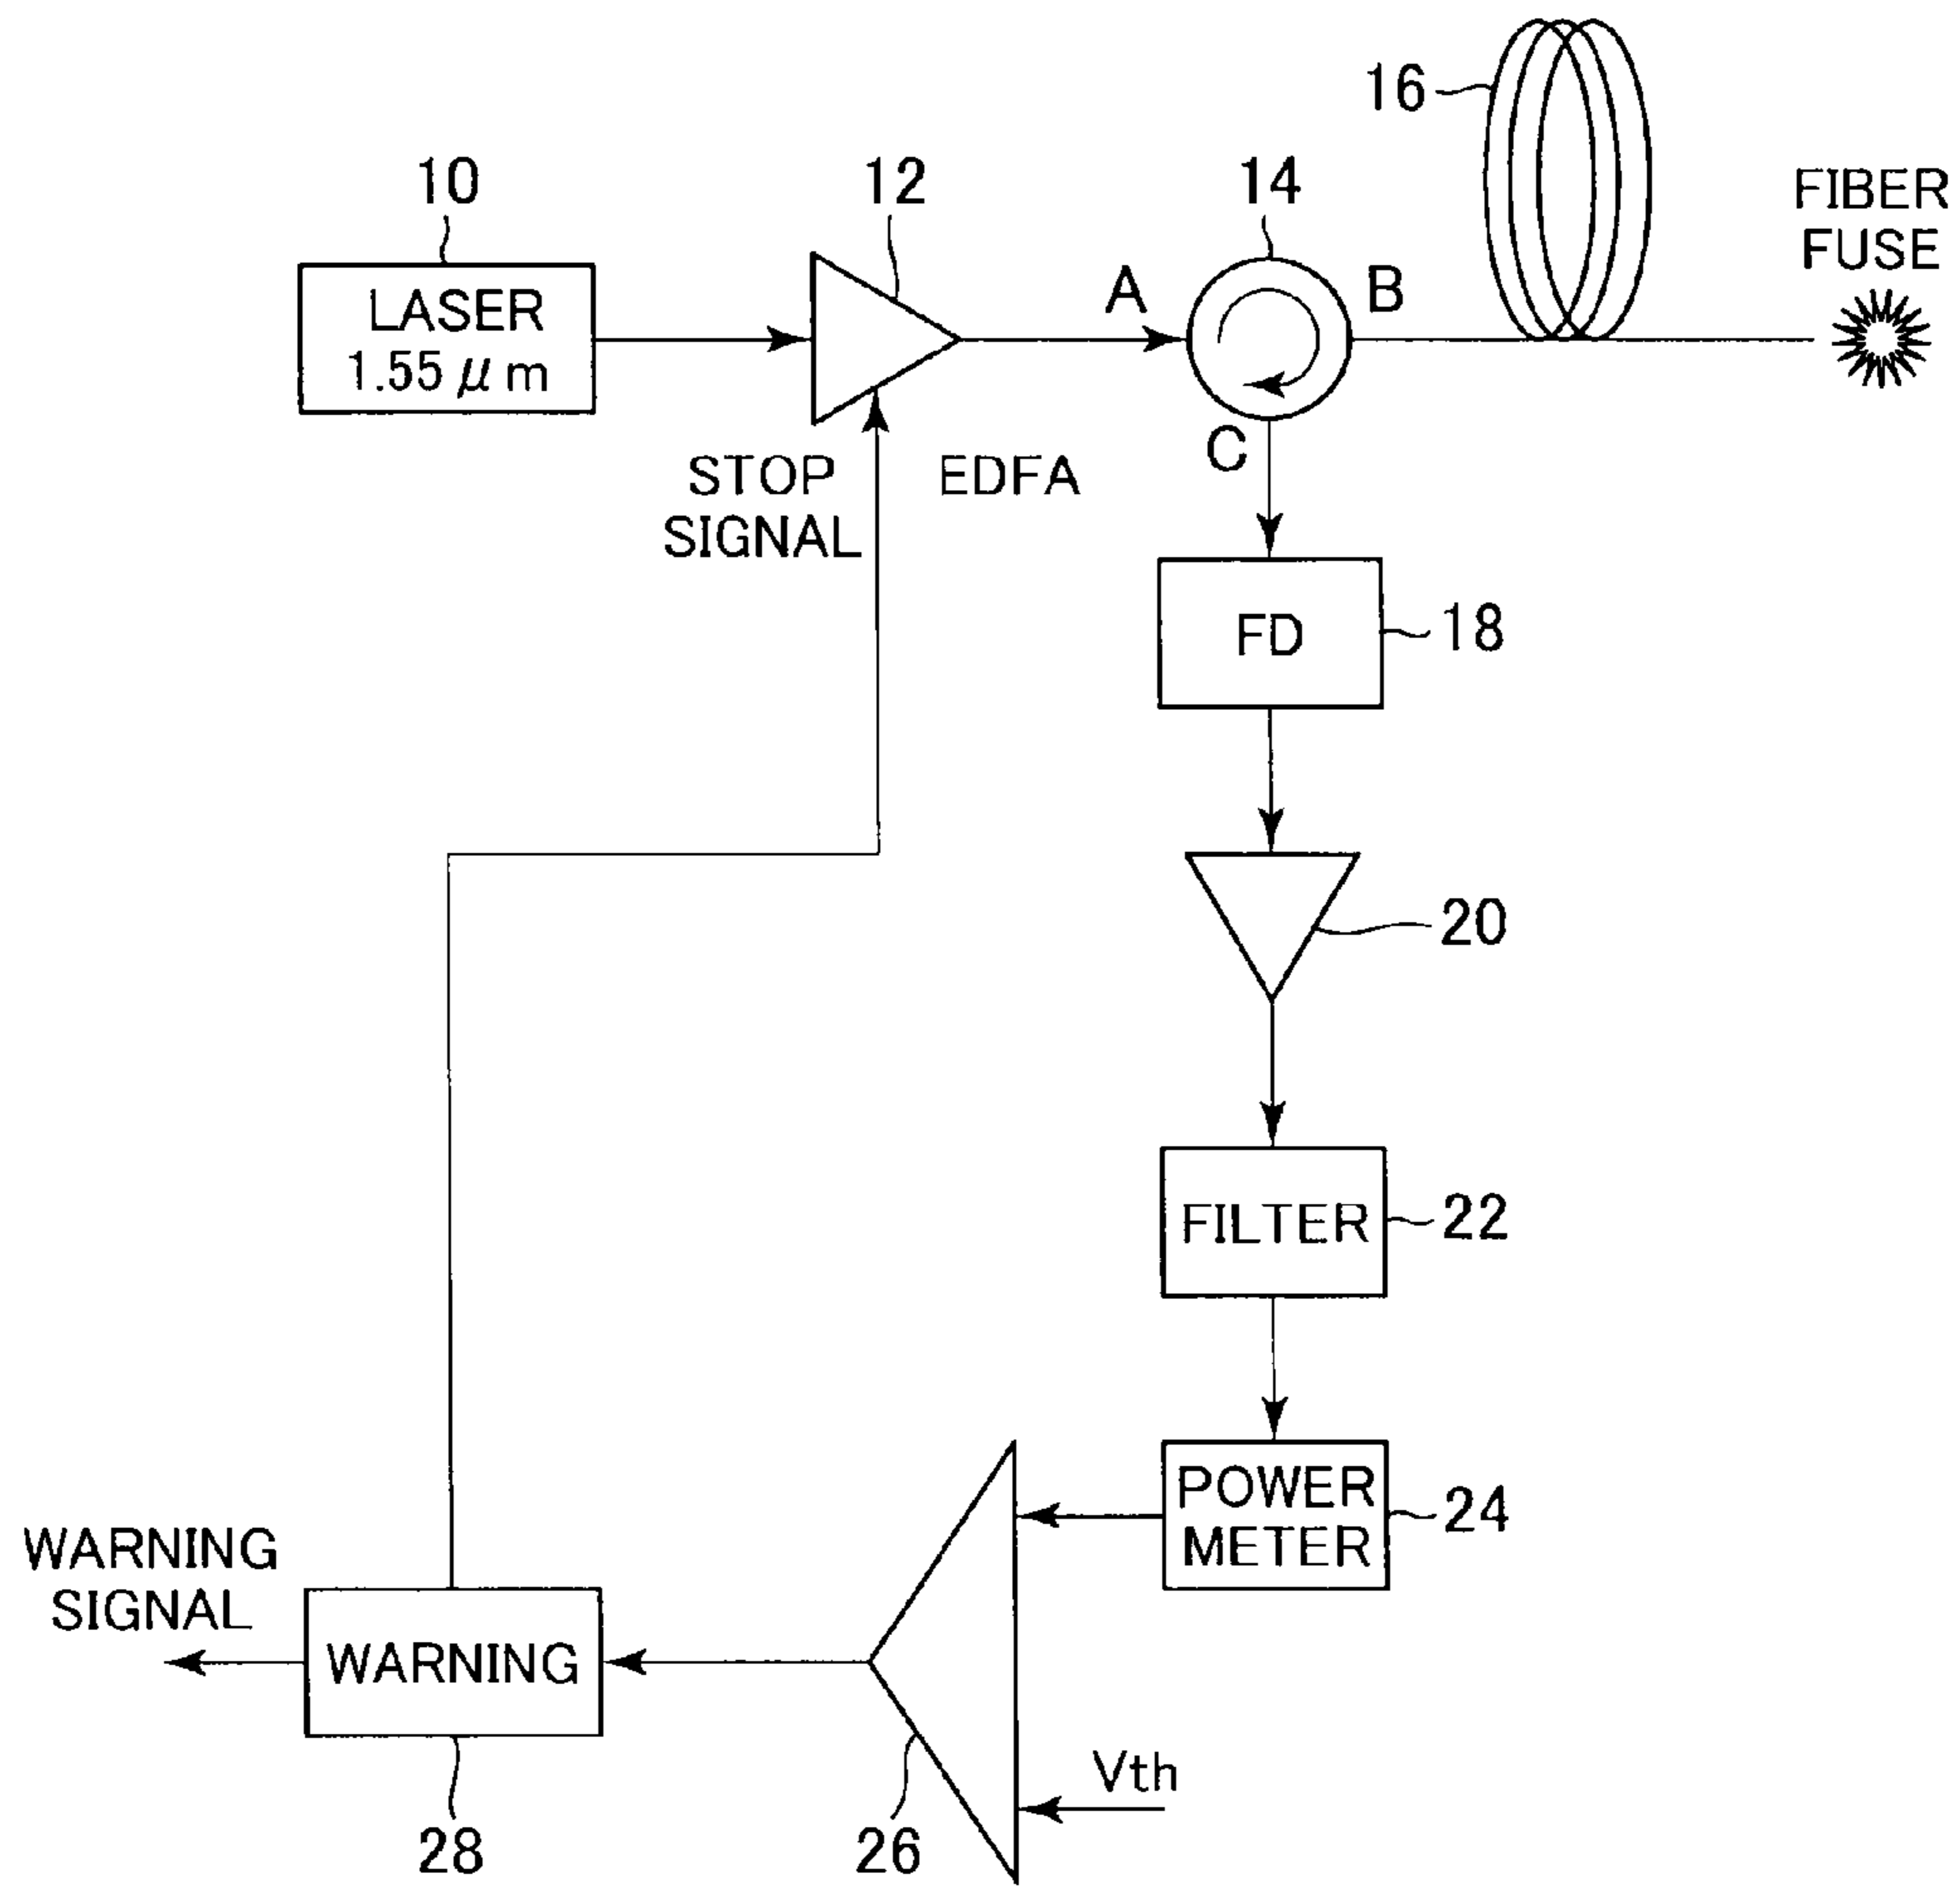 16
10
12
14
FIBER
FUSE
LASER
1.55 μm
A
B
C
STOP
SIGNAL
EDFA
FD
18
20
FILTER
22
POWER
METER
24
WARNING
SIGNAL
WARNING
Vth
28
26